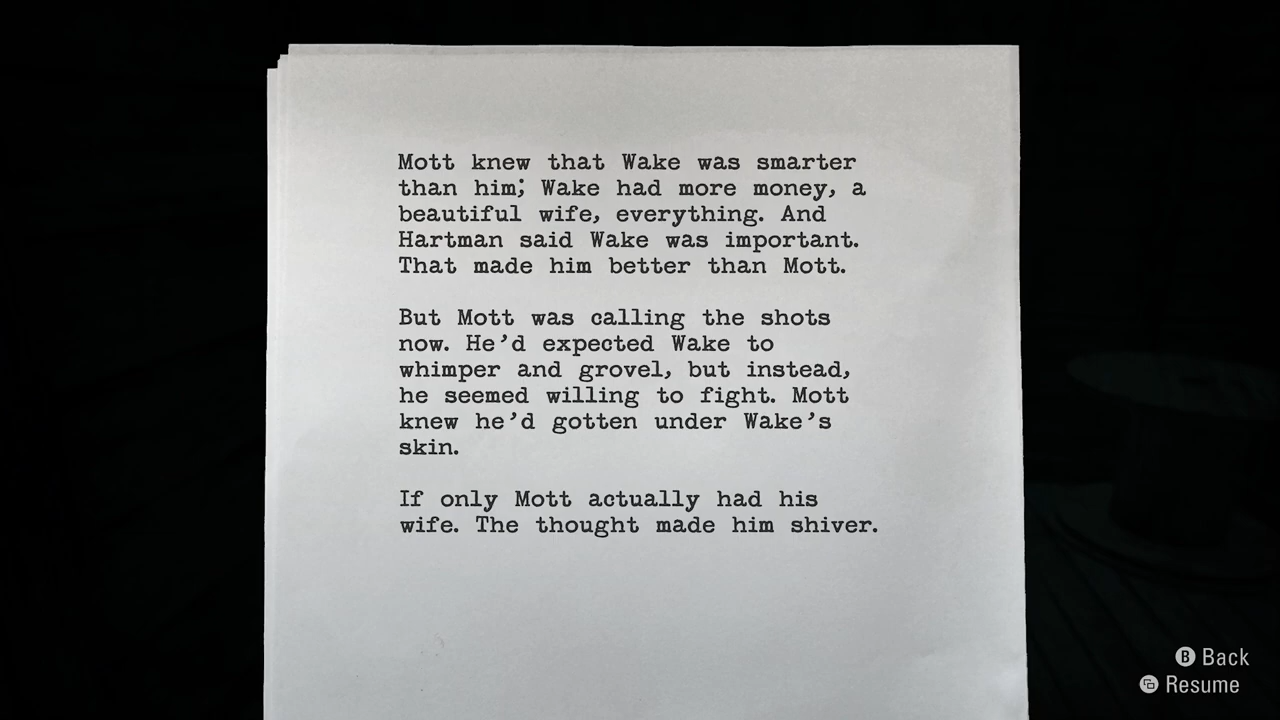 Mott knew that Wake was smarter
than him; Wake had more money, a
beautiful wife, everything. And
Hartman said Wake was important.
That made him better than Mott.
But Mott was calling the shots
now. He’d expected Wake to
whimper and grovel, but instead,
he seemed willing to fight. Mott
knew he’d gotten under Wake’s
skin.
If only Mott actually had his
wife. The thought made him shiver.
B Back
Resume